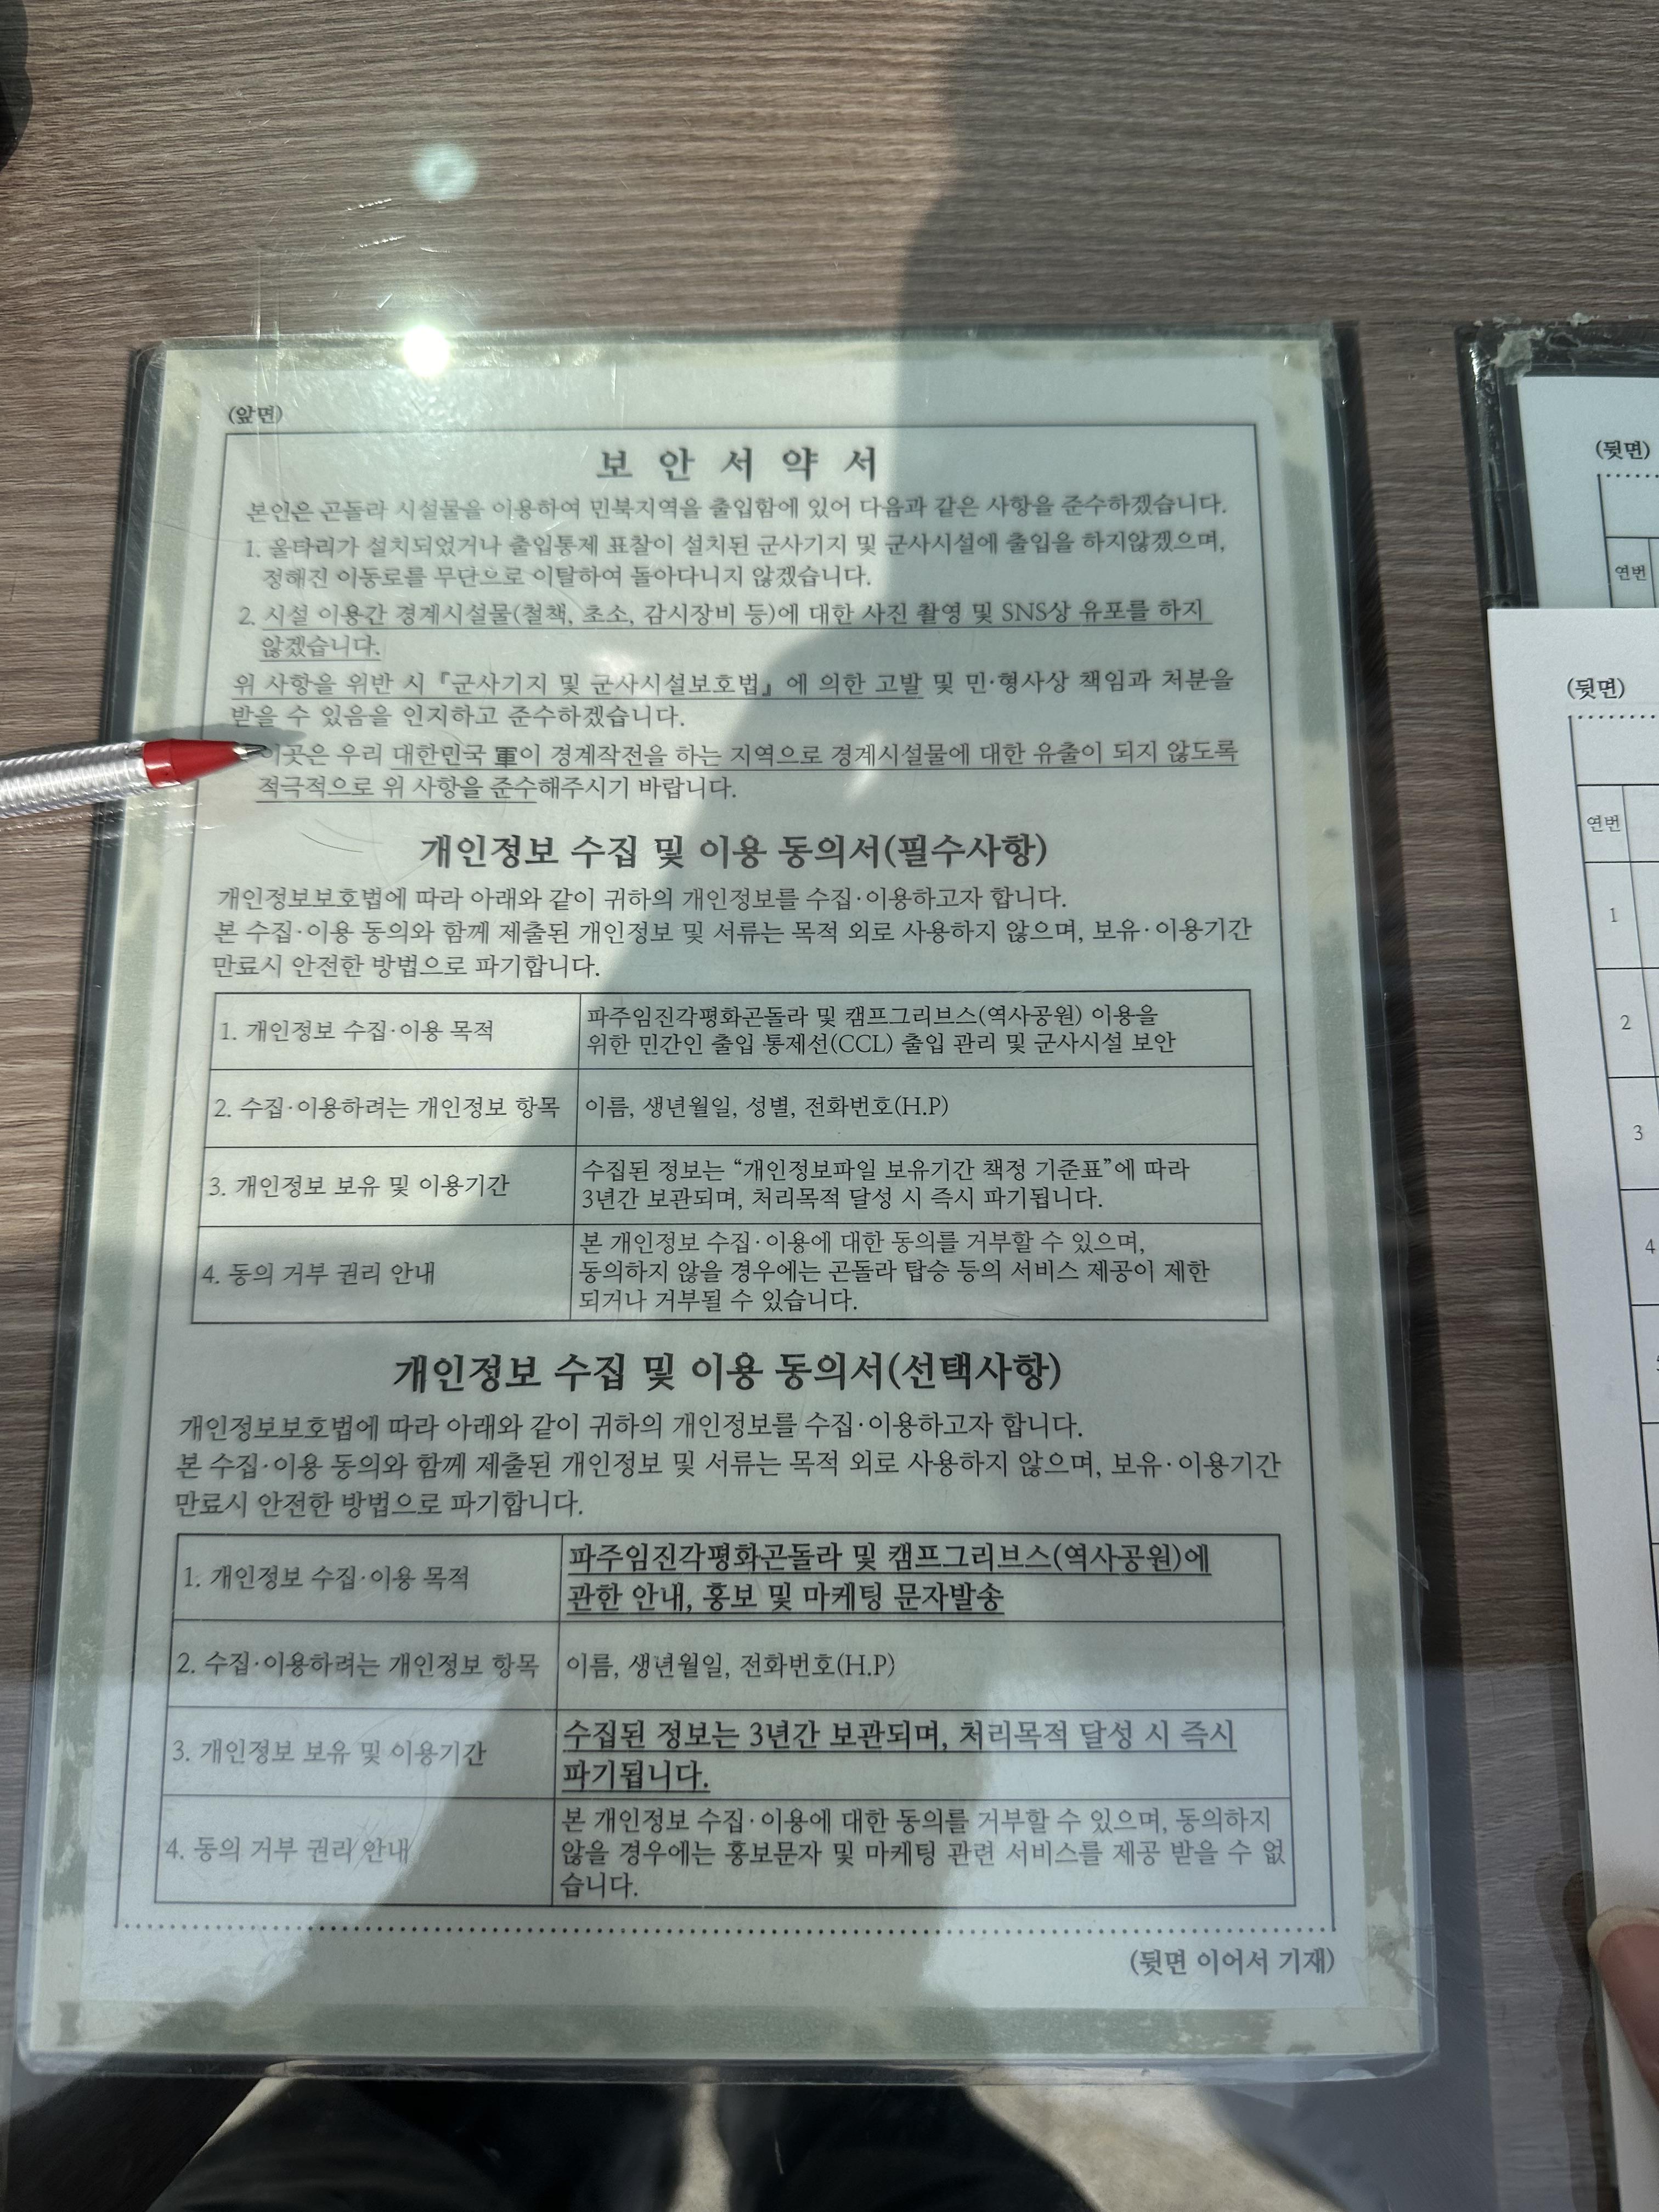 (앞면)
보 안 서 약 서
본인은 곤돌라 시설물을 이용하여 민북지역을 출입함에 있어 다음과 같은 사항을 준수하겠습니다.
1. 울타리가 설치되었거나 출입통제 표찰이 설치된 군사기지 및 군사시설에 출입을 하지않겠으며,
정해진 이동로를 무단으로 이탈하여 돌아다니지 않겠습니다.
2. 시설 이용간 경계시설물(철책, 초소, 감시장비 등)에 대한 사진 촬영 및 SNS상 유포를 하지
않겠습니다.
위 사항을 위반 시 『군사기지 및 군사시설보호법』에 의한 고발 및 민·형사상 책임과 처분을
받을 수 있음을 인지하고 준수하겠습니다.
이곳은 우리 대한민국 軍이 경계작전을 하는 지역으로 경계시설물에 대한 유출이 되지 않도록
적극적으로 위 사항을 준수해주시기 바랍니다.
개인정보 수집 및 이용 동의서(필수사항)
개인정보보호법에 따라 아래와 같이 귀하의 개인정보를 수집·이용하고자 합니다.
본 수집·이용 동의와 함께 제출된 개인정보 및 서류는 목적 외로 사용하지 않으며, 보유·이용기간
만료시 안전한 방법으로 파기합니다.
1. 개인정보 수집·이용 목적
파주임진각평화곤돌라 및 캠프그리브스(역사공원) 이용을
위한 민간인 출입 통제선(CCL) 출입 관리 및 군사시설 보안
2. 수집·이용하려는 개인정보 항목
이름, 생년월일, 성별, 전화번호(H.P)
3. 개인정보 보유 및 이용기간
수집된 정보는 “개인정보파일 보유기간 책정 기준표”에 따라
3년간 보관되며, 처리목적 달성 시 즉시 파기됩니다.
4. 동의 거부 권리 안내
본 개인정보 수집·이용에 대한 동의를 거부할 수 있으며,
동의하지 않을 경우에는 곤돌라 탑승 등의 서비스 제공이 제한
되거나 거부될 수 있습니다.
개인정보 수집 및 이용 동의서(선택사항)
개인정보보호법에 따라 아래와 같이 귀하의 개인정보를 수집·이용하고자 합니다.
본 수집·이용 동의와 함께 제출된 개인정보 및 서류는 목적 외로 사용하지 않으며, 보유·이용기간
만료시 안전한 방법으로 파기합니다.
1. 개인정보 수집·이용 목적
파주임진각평화곤돌라 및 캠프그리브스(역사공원)에
관한 안내, 홍보 및 마케팅 문자발송
2. 수집·이용하려는 개인정보 항목
이름, 생년월일, 전화번호(H.P)
3. 개인정보 보유 및 이용기간
수집된 정보는 3년간 보관되며, 처리목적 달성 시 즉시
파기됩니다.
4. 동의 거부 권리 안내
본 개인정보 수집·이용에 대한 동의를 거부할 수 있으며, 동의하지
않을 경우에는 홍보문자 및 마케팅 관련 서비스를 제공 받을 수 없
습니다.
(뒷면 이어서 기재)
(뒷면)
연번
(뒷면)
연번
1
2
3
4